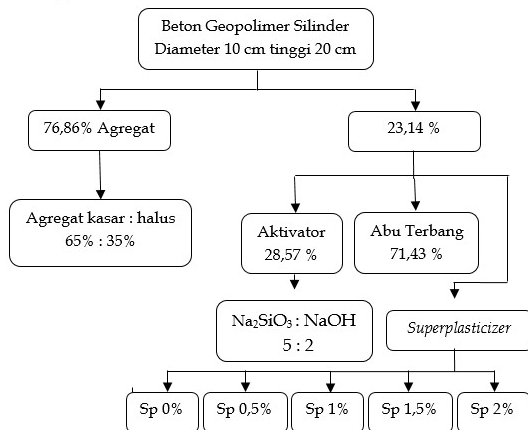 Beton Geopolimer Silinder
Diameter 10 cm tinggi 20 cm
76,86% Agregat
23,14 %
Agregat kasar : halus
65% : 35%
Aktivator
28,57 %
Abu Terbang
71,43 %
Na₂SiO₃ : NaOH
5 : 2
Superplasticizer
Sp 0%
Sp 0,5%
Sp 1%
Sp 1,5%
Sp 2%